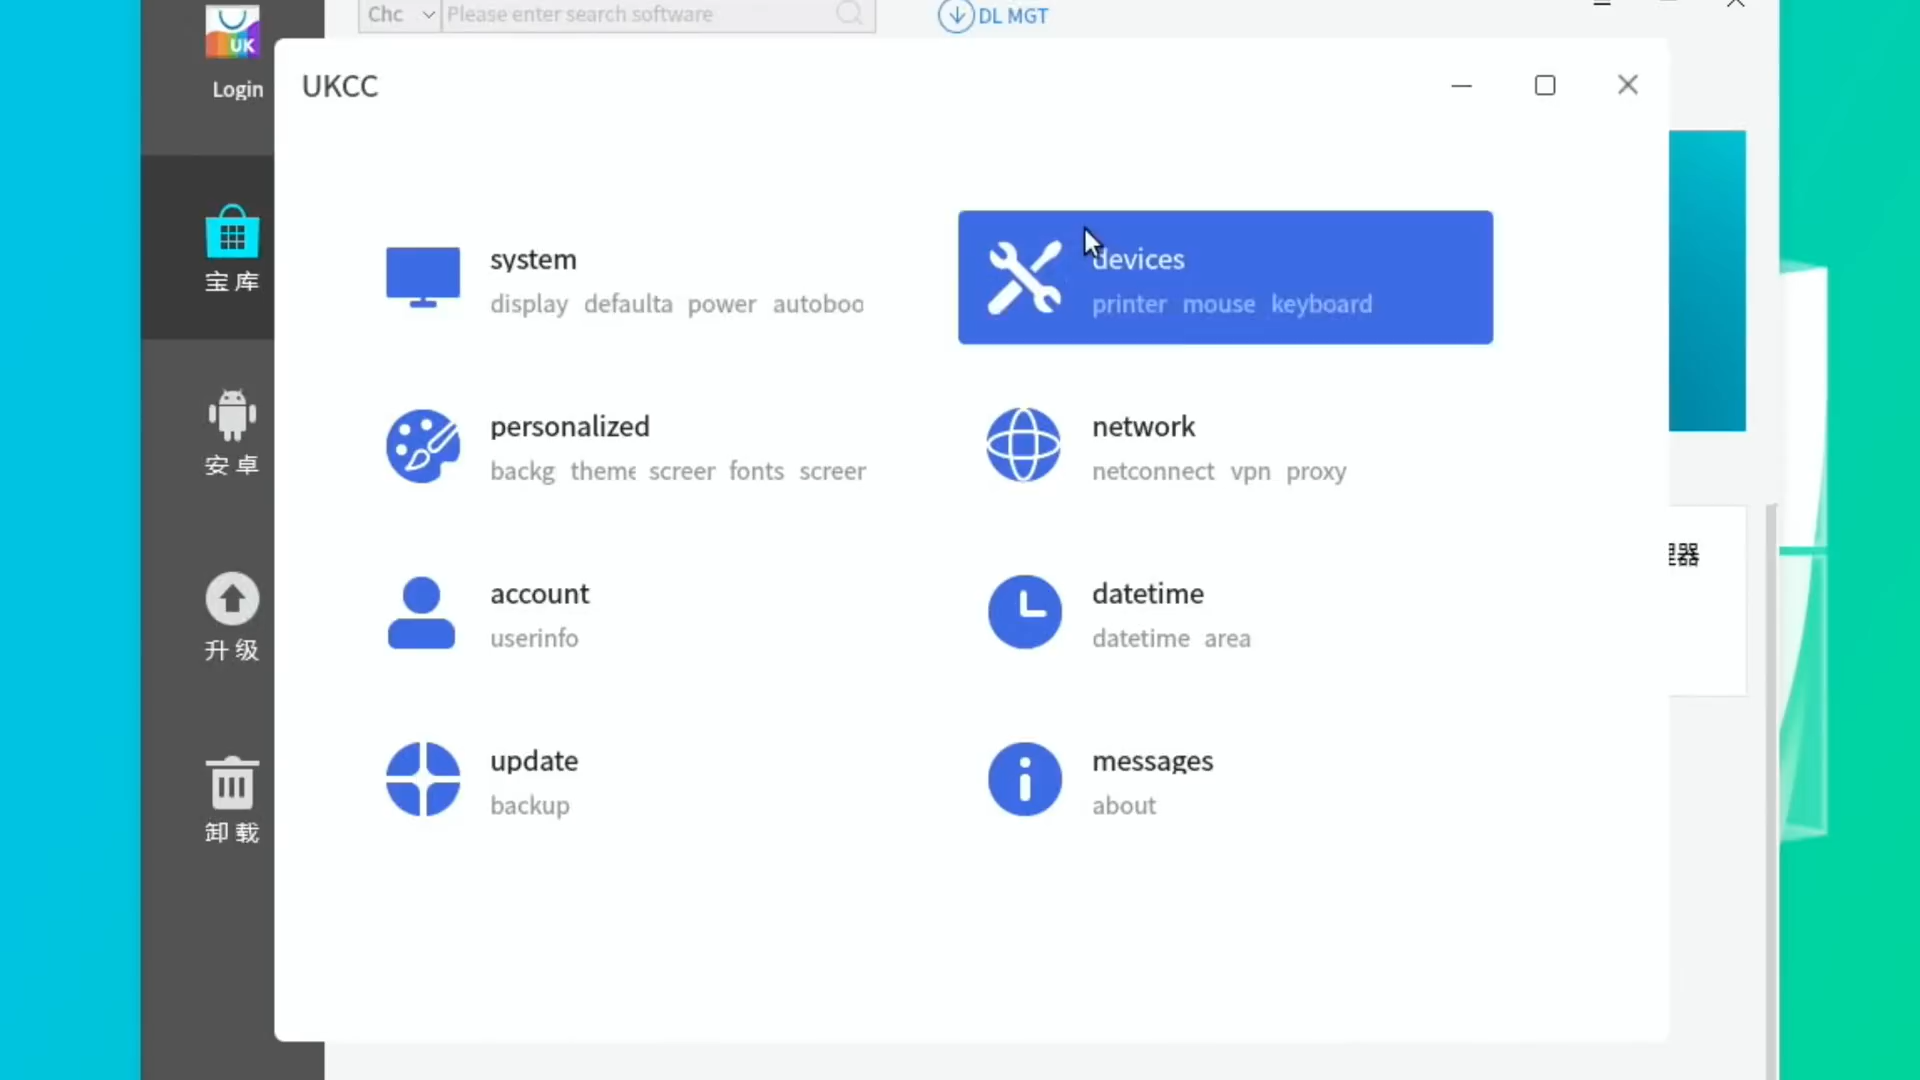 Chc Please enter search software DL MGT
UK
Login
UKCC
宝库
安卓
升级
卸载
system
display defaulta power autoboo
devices
printer mouse keyboard
personalized
backg theme screer fonts screer
network
netconnect vpn proxy
account
userinfo
datetime
datetime area
update
backup
messages
about
器